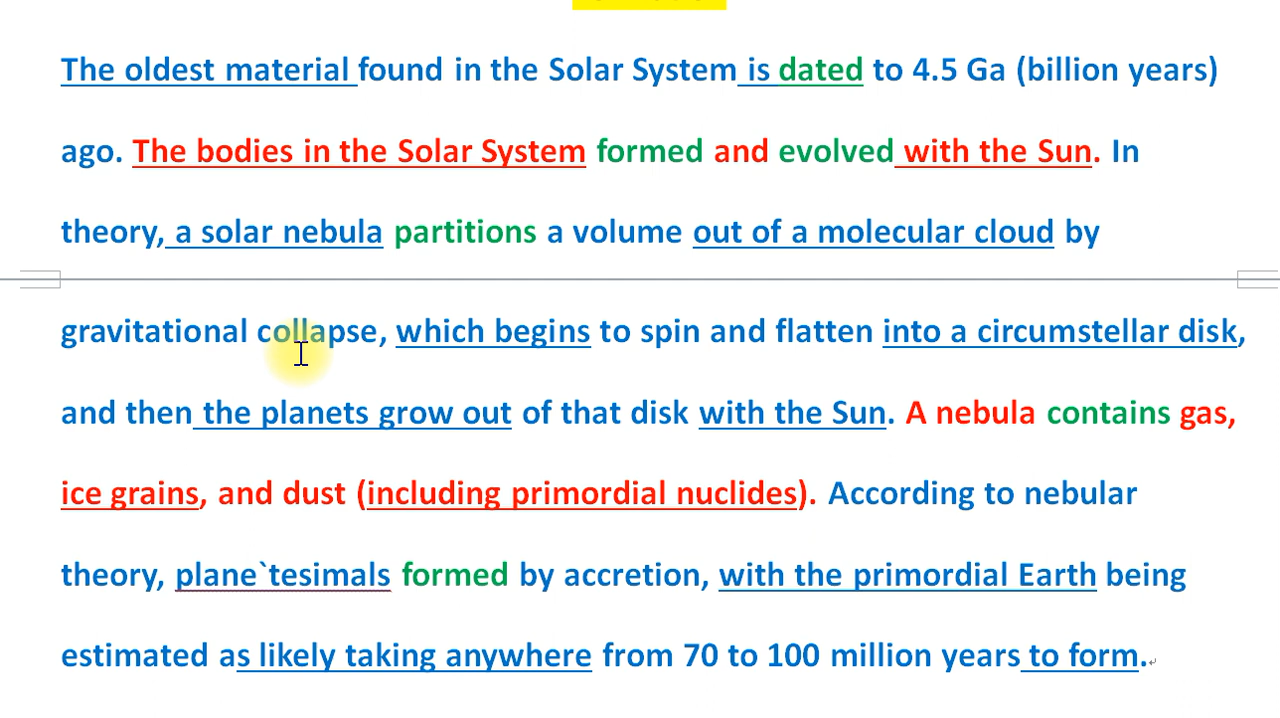 The oldest material found in the Solar System is dated to 4.5 Ga (billion years)
ago. The bodies in the Solar System formed and evolved with the Sun. In
theory, a solar nebula partitions a volume out of a molecular cloud by
gravitational collapse, which begins to spin and flatten into a circumstellar disk,
and then the planets grow out of that disk with the Sun. A nebula contains gas,
ice grains, and dust (including primordial nuclides). According to nebular
theory, plane`tesimals formed by accretion, with the primordial Earth being
estimated as likely taking anywhere from 70 to 100 million years to form.